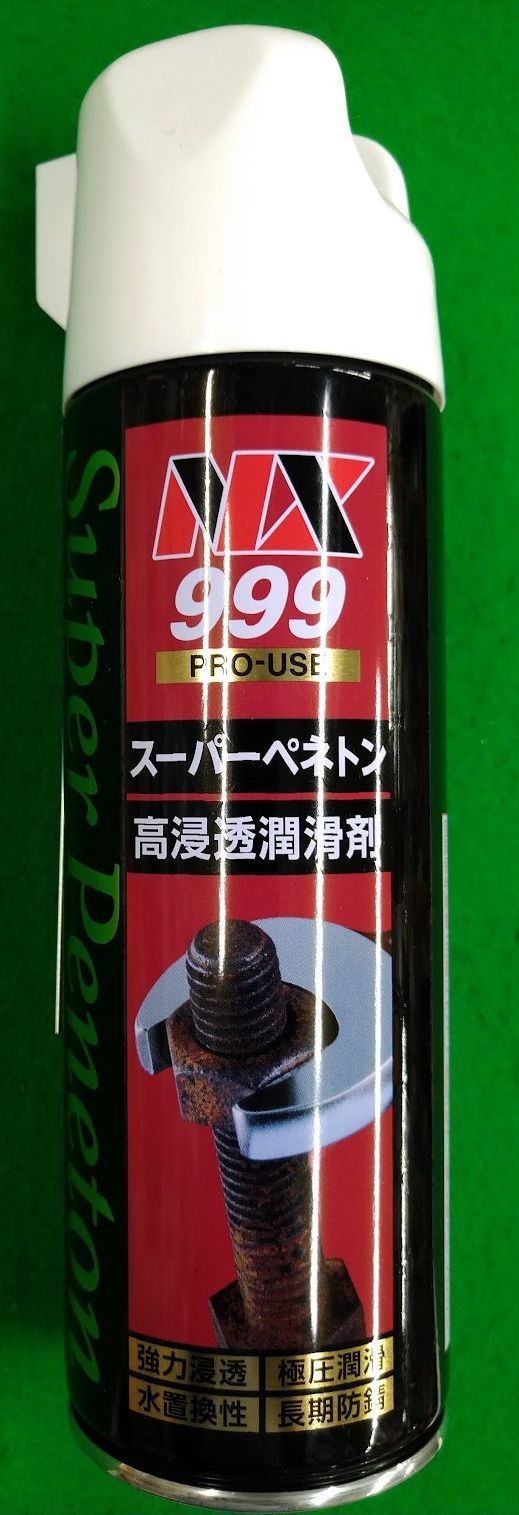 NX
999
PRO-USE
スーパーペネトン
高浸透潤滑剤
強力浸透 極圧潤滑
水置換性 長期防錆
Super Peneton